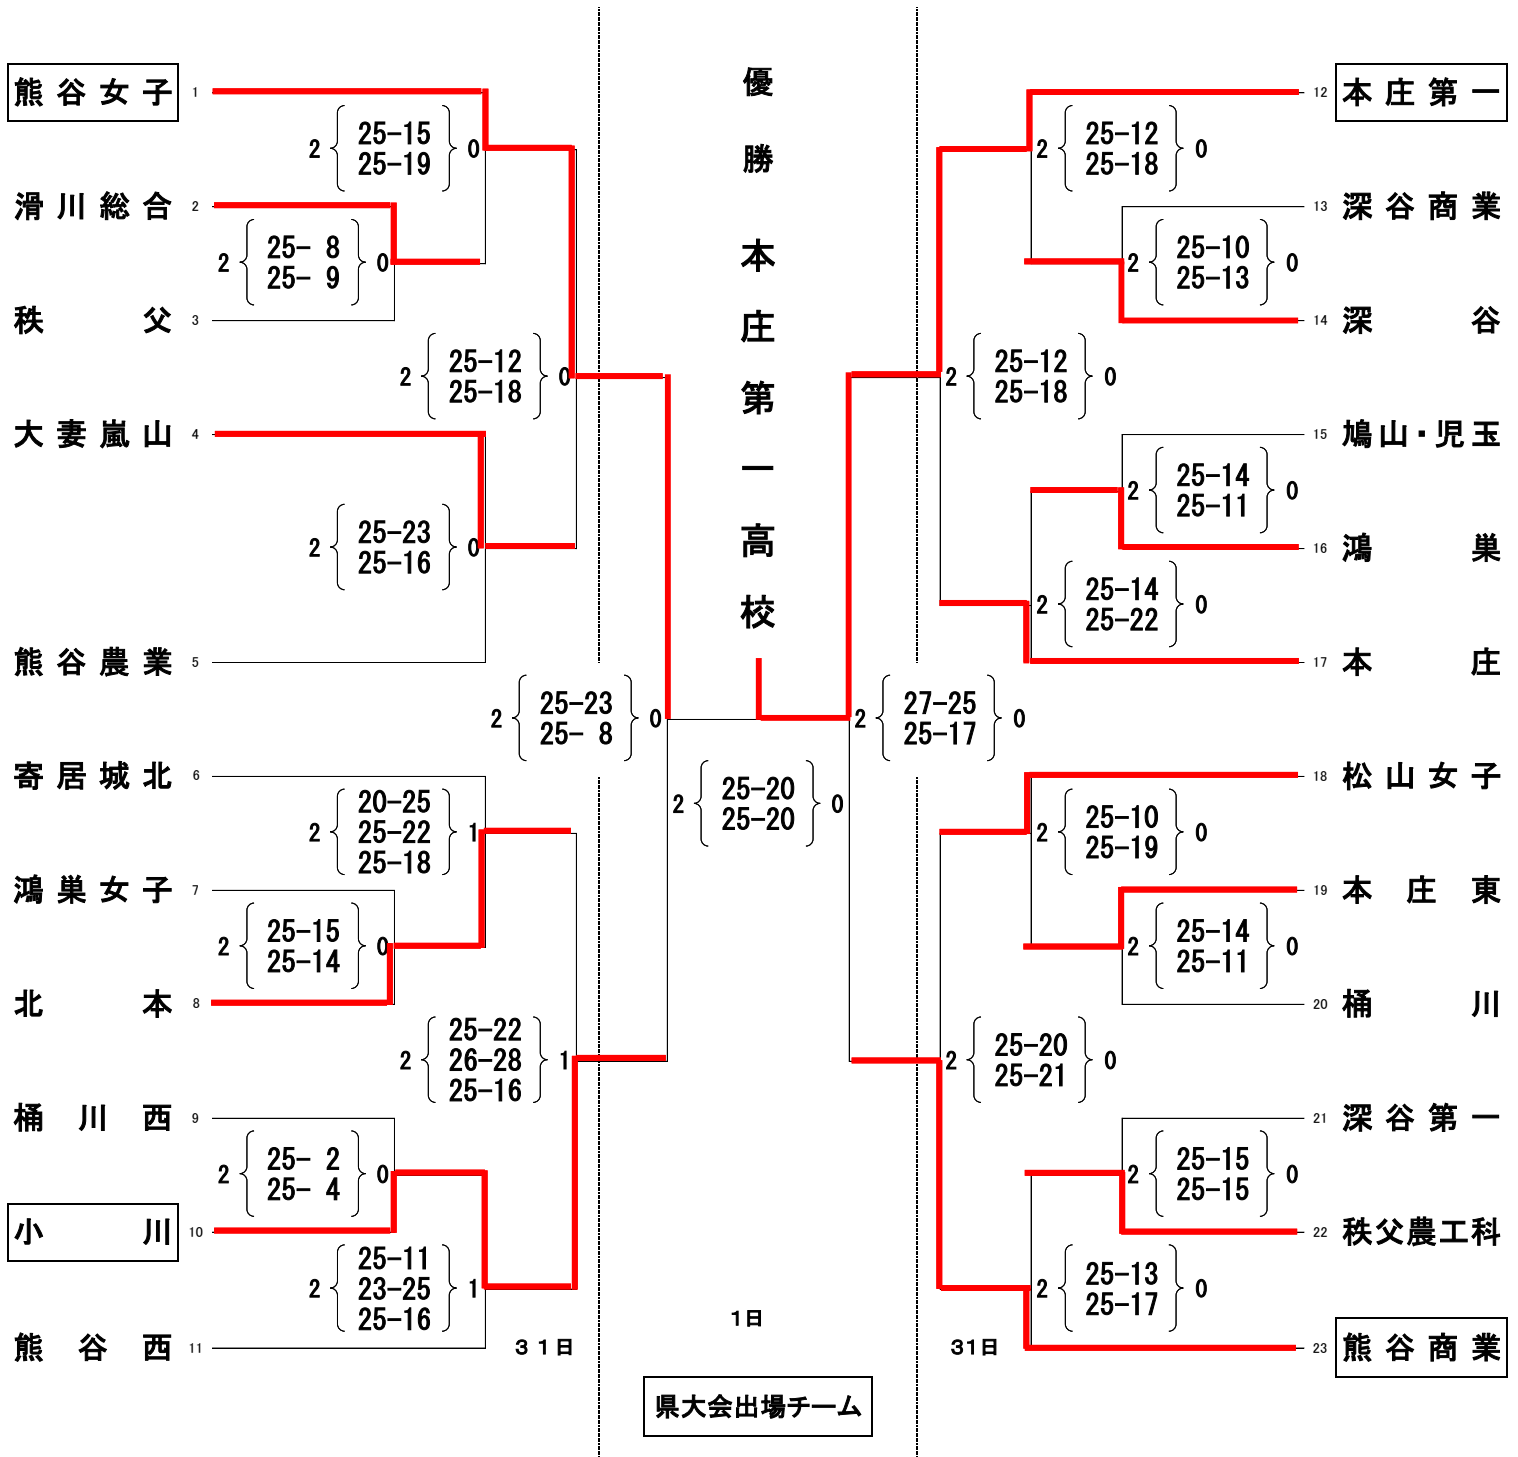 熊谷女子 1
2 25-15 0
25-19
滑川総合 2
2 25- 8 0
25- 9
秩父 3
2 25-12 0
25-18
大妻嵐山 4
2 25-23 0
25-16
熊谷農業 5
2 25-23 0
25- 8
寄居城北 6
20-25
2 25-22 1
25-18
鴻巣女子 7
2 25-15 0
25-14
北本 8
25-22
2 26-28 1
25-16
桶川西 9
2 25- 2 0
25- 4
小川 10
25-11
2 23-25 1
25-16
熊谷西 11
31日
優勝 本庄第一高校
2 25-20 0
25-20
1日
県大会出場チーム
12 本庄第一
2 25-12 0
25-18
13 深谷商業
2 25-10 0
25-13
14 深谷
2 25-12 0
25-18
15 鳩山・児玉
2 25-14 0
25-11
16 鴻巣
2 25-14 0
25-22
17 本庄
2 27-25 0
25-17
18 松山女子
2 25-10 0
25-19
19 本庄東
2 25-14 0
25-11
20 桶川
2 25-20 0
25-21
21 深谷第一
2 25-15 0
25-15
22 秩父農工科
2 25-13 0
25-17
23 熊谷商業
31日